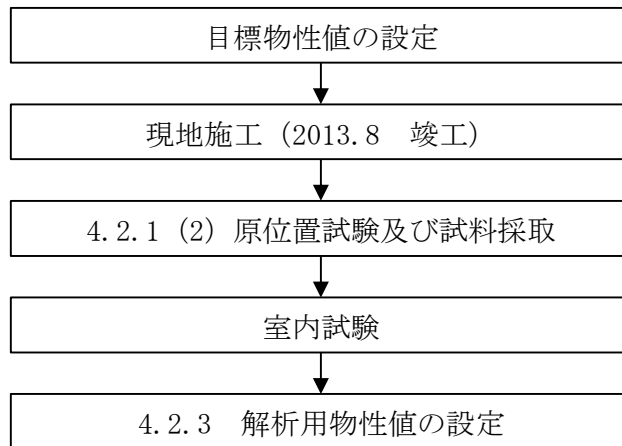 目標物性値の設定
現地施工（2013.8　竣工）
4.2.1（2）原位置試験及び試料採取
室内試験
4.2.3　解析用物性値の設定